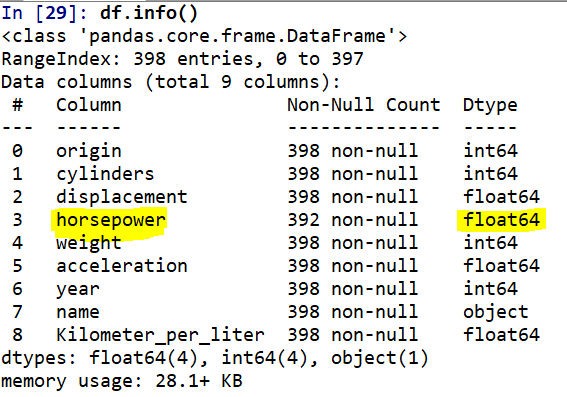 In [29]: df.info()
<class 'pandas.core.frame.DataFrame'>
RangeIndex: 398 entries, 0 to 397
Data columns (total 9 columns):
 #   Column              Non-Null Count  Dtype
---  ------              --------------  -----
 0   origin              398 non-null    int64
 1   cylinders           398 non-null    int64
 2   displacement        398 non-null    float64
 3   horsepower          392 non-null    float64
 4   weight              398 non-null    int64
 5   acceleration        398 non-null    float64
 6   year                398 non-null    int64
 7   name                398 non-null    object
 8   Kilometer_per_liter 398 non-null    float64
dtypes: float64(4), int64(4), object(1)
memory usage: 28.1+ KB